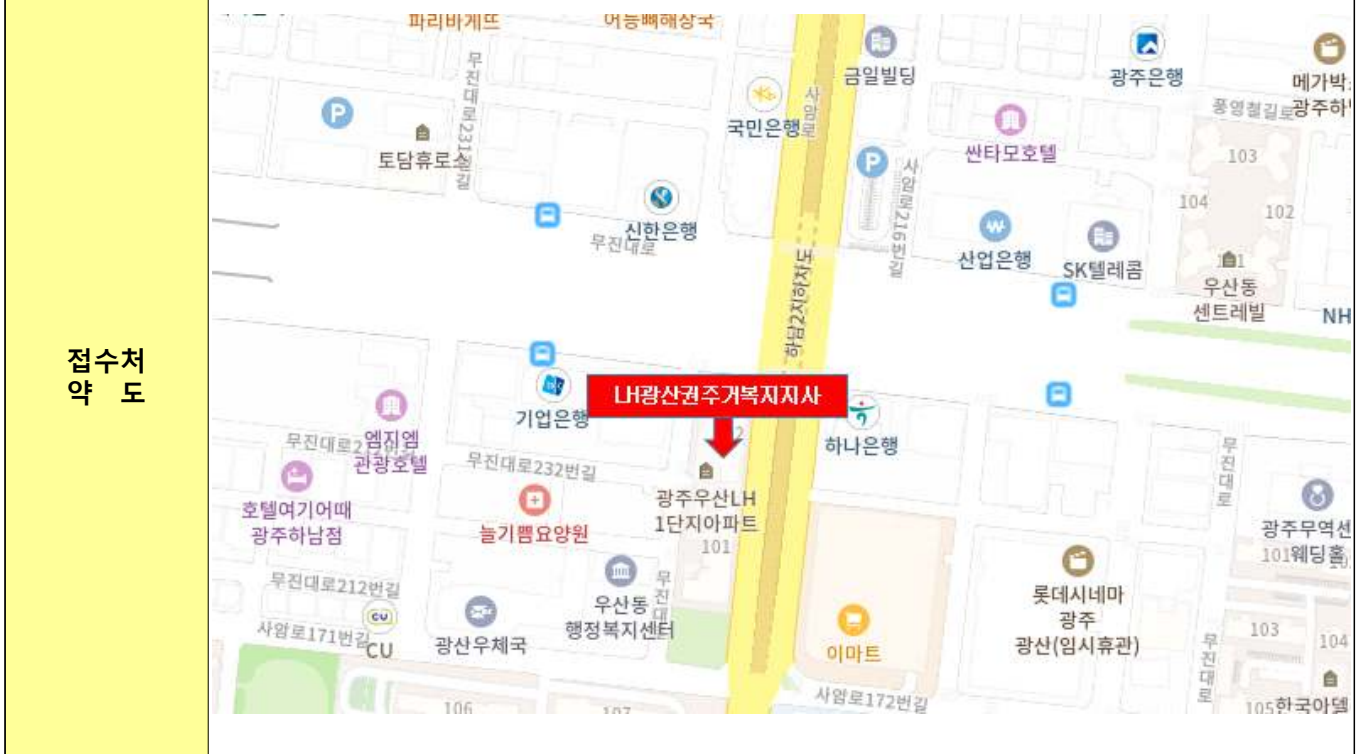 접수처
약 도
파리바게뜨
금일빌딩
광주은행
메가박
광주하
무진대로231번길
국민은행
사암로
풍영철길로
토담휴로스
싼타모호텔
103
104
102
사암로216번길
신한은행
무진대로
산업은행
SK텔레콤
우산동
센트레빌
NH
하남2지하차도
LH광산권주거복지지사
기업은행
하나은행
엠지엠
관광호텔
무진대로232번길
무진대로
호텔여기어때
광주하남점
늘기쁨요양원
광주우산LH
1단지아파트
101
광주무역센
웨딩홀
101
무진대로212번길
우산동
행정복지센터
롯데시네마
광주
광산(임시휴관)
사암로171번길
CU
CU
광산우체국
이마트
103
104
무진대로
사암로172번길
106
107
105
한국아델